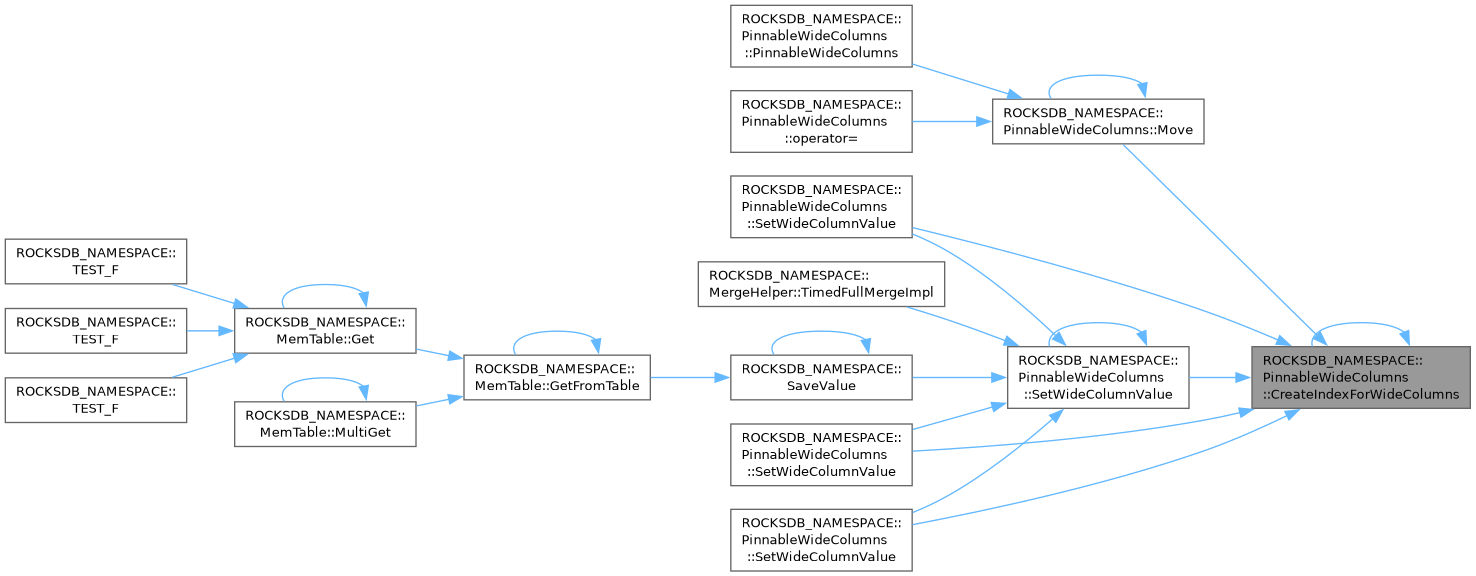 ROCKSDB_NAMESPACE::
PinnableWideColumns
::PinnableWideColumns
ROCKSDB_NAMESPACE::
PinnableWideColumns
::operator=
ROCKSDB_NAMESPACE::
PinnableWideColumns::Move
ROCKSDB_NAMESPACE::
PinnableWideColumns
::SetWideColumnValue
ROCKSDB_NAMESPACE::
TEST_F
ROCKSDB_NAMESPACE::
MergeHelper::TimedFullMergeImpl
ROCKSDB_NAMESPACE::
TEST_F
ROCKSDB_NAMESPACE::
MemTable::Get
ROCKSDB_NAMESPACE::
TEST_F
ROCKSDB_NAMESPACE::
MemTable::MultiGet
ROCKSDB_NAMESPACE::
MemTable::GetFromTable
ROCKSDB_NAMESPACE::
SaveValue
ROCKSDB_NAMESPACE::
PinnableWideColumns
::SetWideColumnValue
ROCKSDB_NAMESPACE::
PinnableWideColumns
::CreateIndexForWideColumns
ROCKSDB_NAMESPACE::
PinnableWideColumns
::SetWideColumnValue
ROCKSDB_NAMESPACE::
PinnableWideColumns
::SetWideColumnValue